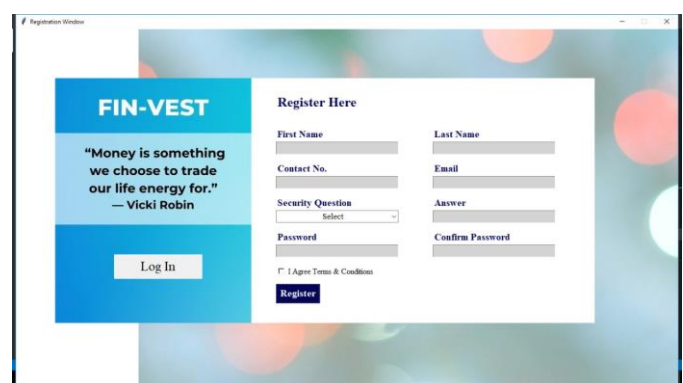 Registration Window
FIN-VEST
“Money is something
we choose to trade
our life energy for.”
— Vicki Robin
Log In
Register Here
First Name
Last Name
Contact No.
Email
Security Question
Answer
Select
Password
Confirm Password
I Agree Terms & Conditions
Register